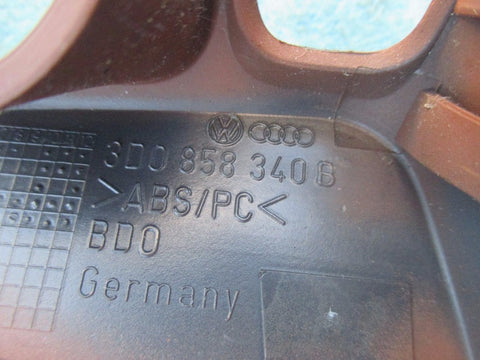 3D0 858 340 B
>ABS/PC<
BDO
Germany